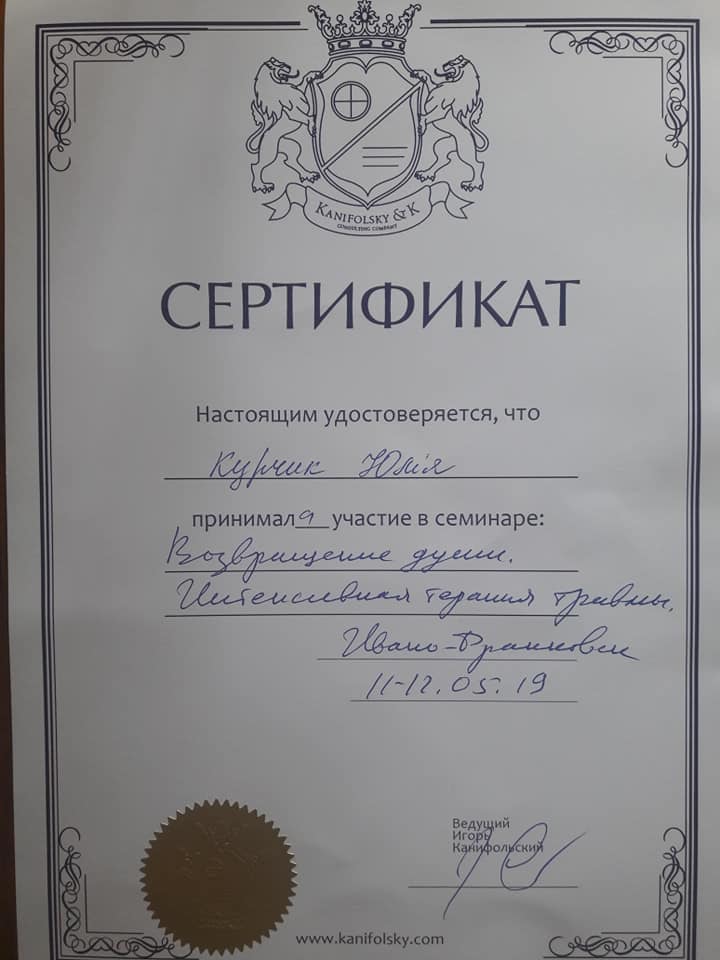 KANIFOLSKY & K
CONSULTING COMPANY
СЕРТИФИКАТ
Настоящим удостоверяется, что
Курчик Юлія
принимала участие в семинаре:
Возвращение души.
Интенсивная терапия травмы.
Ивано-Франковск
11-12.05.19
Ведущий
Игорь
Канифольский
www.kanifolsky.com